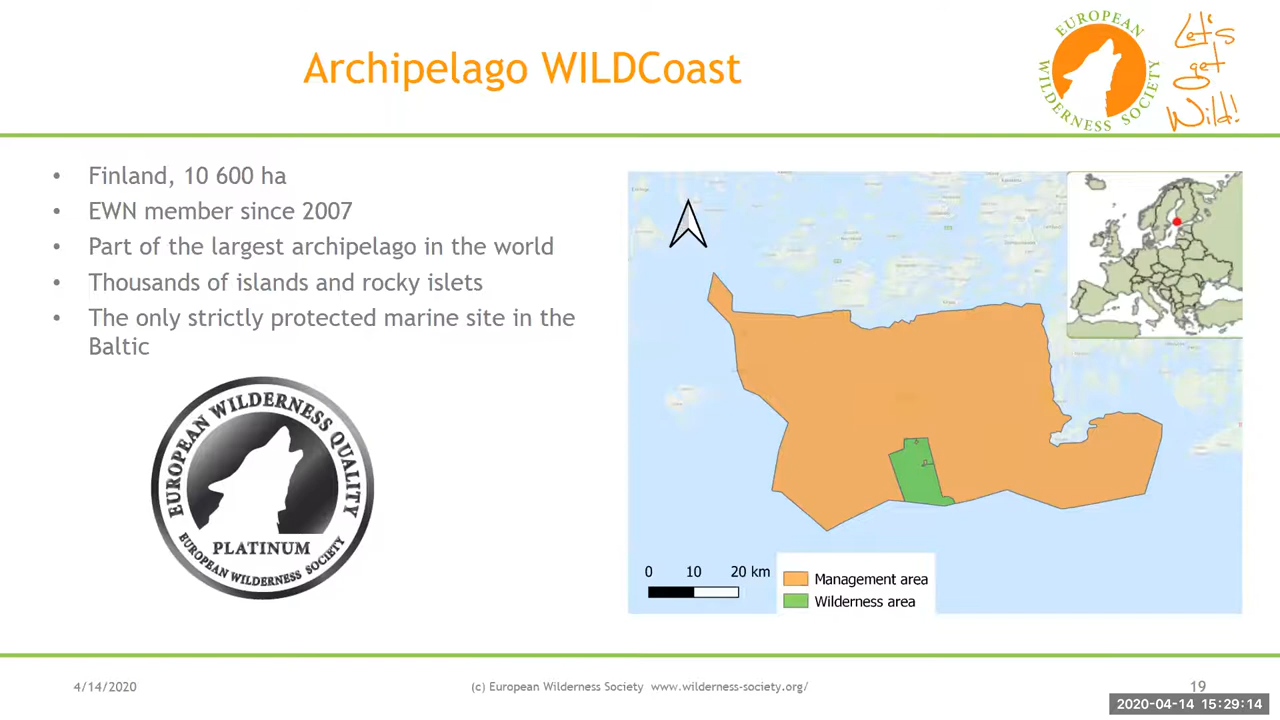 Archipelago WILDCoast
EUROPEAN
WILDERNESS SOCIETY
Let's
get
Wild!
• Finland, 10 600 ha
• EWN member since 2007
• Part of the largest archipelago in the world
• Thousands of islands and rocky islets
• The only strictly protected marine site in the
Baltic
EUROPEAN WILDERNESS QUALITY
PLATINUM
EUROPEAN WILDERNESS SOCIETY
0 10 20 km
Management area
Wilderness area
4/14/2020
(c) European Wilderness Society www.wilderness-society.org/
19
2020-04-14 15:29:14